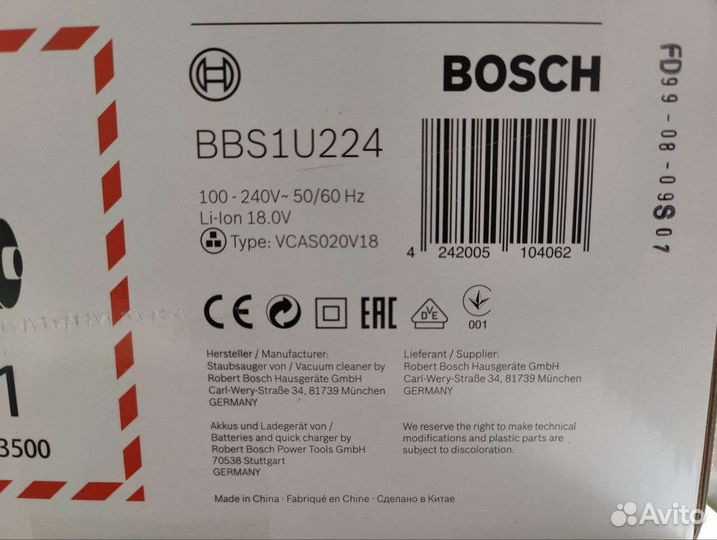 BOSCH
BBS1U224
100 - 240V~ 50/60 Hz
Li-Ion 18.0V
Type: VCAS020V18
4 242005 104062
FD99-08-09S07
CE
EAC
DVE
001
Hersteller / Manufacturer:
Staubsauger von / Vacuum cleaner by
Robert Bosch Hausgeräte GmbH
Carl-Wery-Straße 34, 81739 München
GERMANY
Lieferant / Supplier:
Robert Bosch Hausgeräte GmbH
Carl-Wery-Straße 34, 81739 München
GERMANY
Akkus und Ladegerät von /
Batteries and quick charger by
Robert Bosch Power Tools GmbH
70538 Stuttgart
GERMANY
We reserve the right to make technical
modifications and plastic parts are
subject to discoloration.
Made in China · Fabriqué en Chine · Сделано в Китае
1
3500
Avito